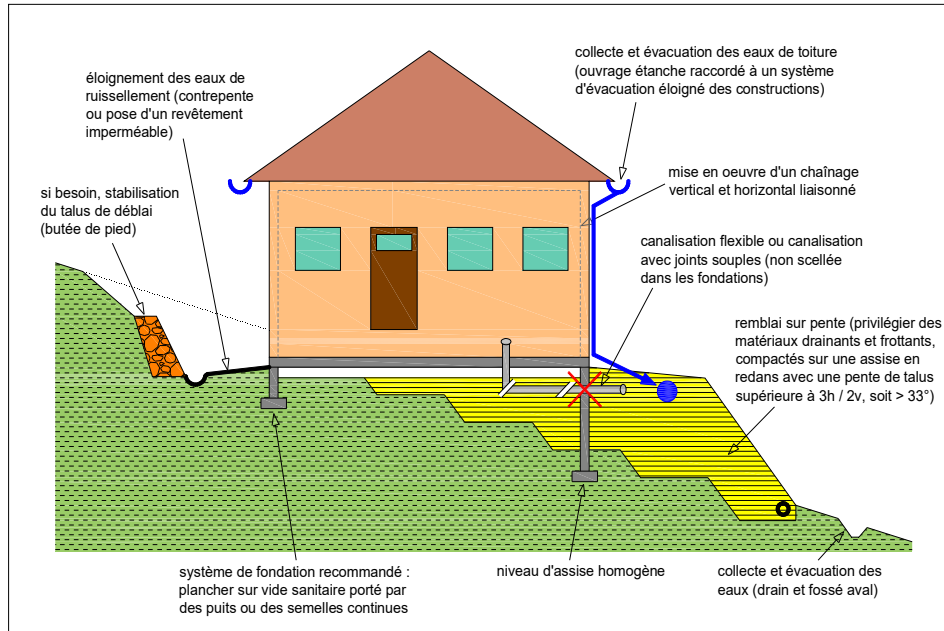 éloignement des eaux de
ruissellement (contrepente
ou pose d'un revêtement
imperméable)
collecte et évacuation des eaux de toiture
(ouvrage étanche raccordé à un système
d'évacuation éloigné des constructions)
si besoin, stabilisation
du talus de déblai
(butée de pied)
mise en oeuvre d'un chaînage
vertical et horizontal liaisonné
canalisation flexible ou canalisation
avec joints souples (non scellée
dans les fondations)
remblai sur pente (privilégier des
matériaux drainants et frottants,
compactés sur une assise en
redans avec une pente de talus
supérieure à 3h / 2v, soit > 33°)
système de fondation recommandé :
plancher sur vide sanitaire porté par
des puits ou des semelles continues
niveau d'assise homogène
collecte et évacuation des
eaux (drain et fossé aval)